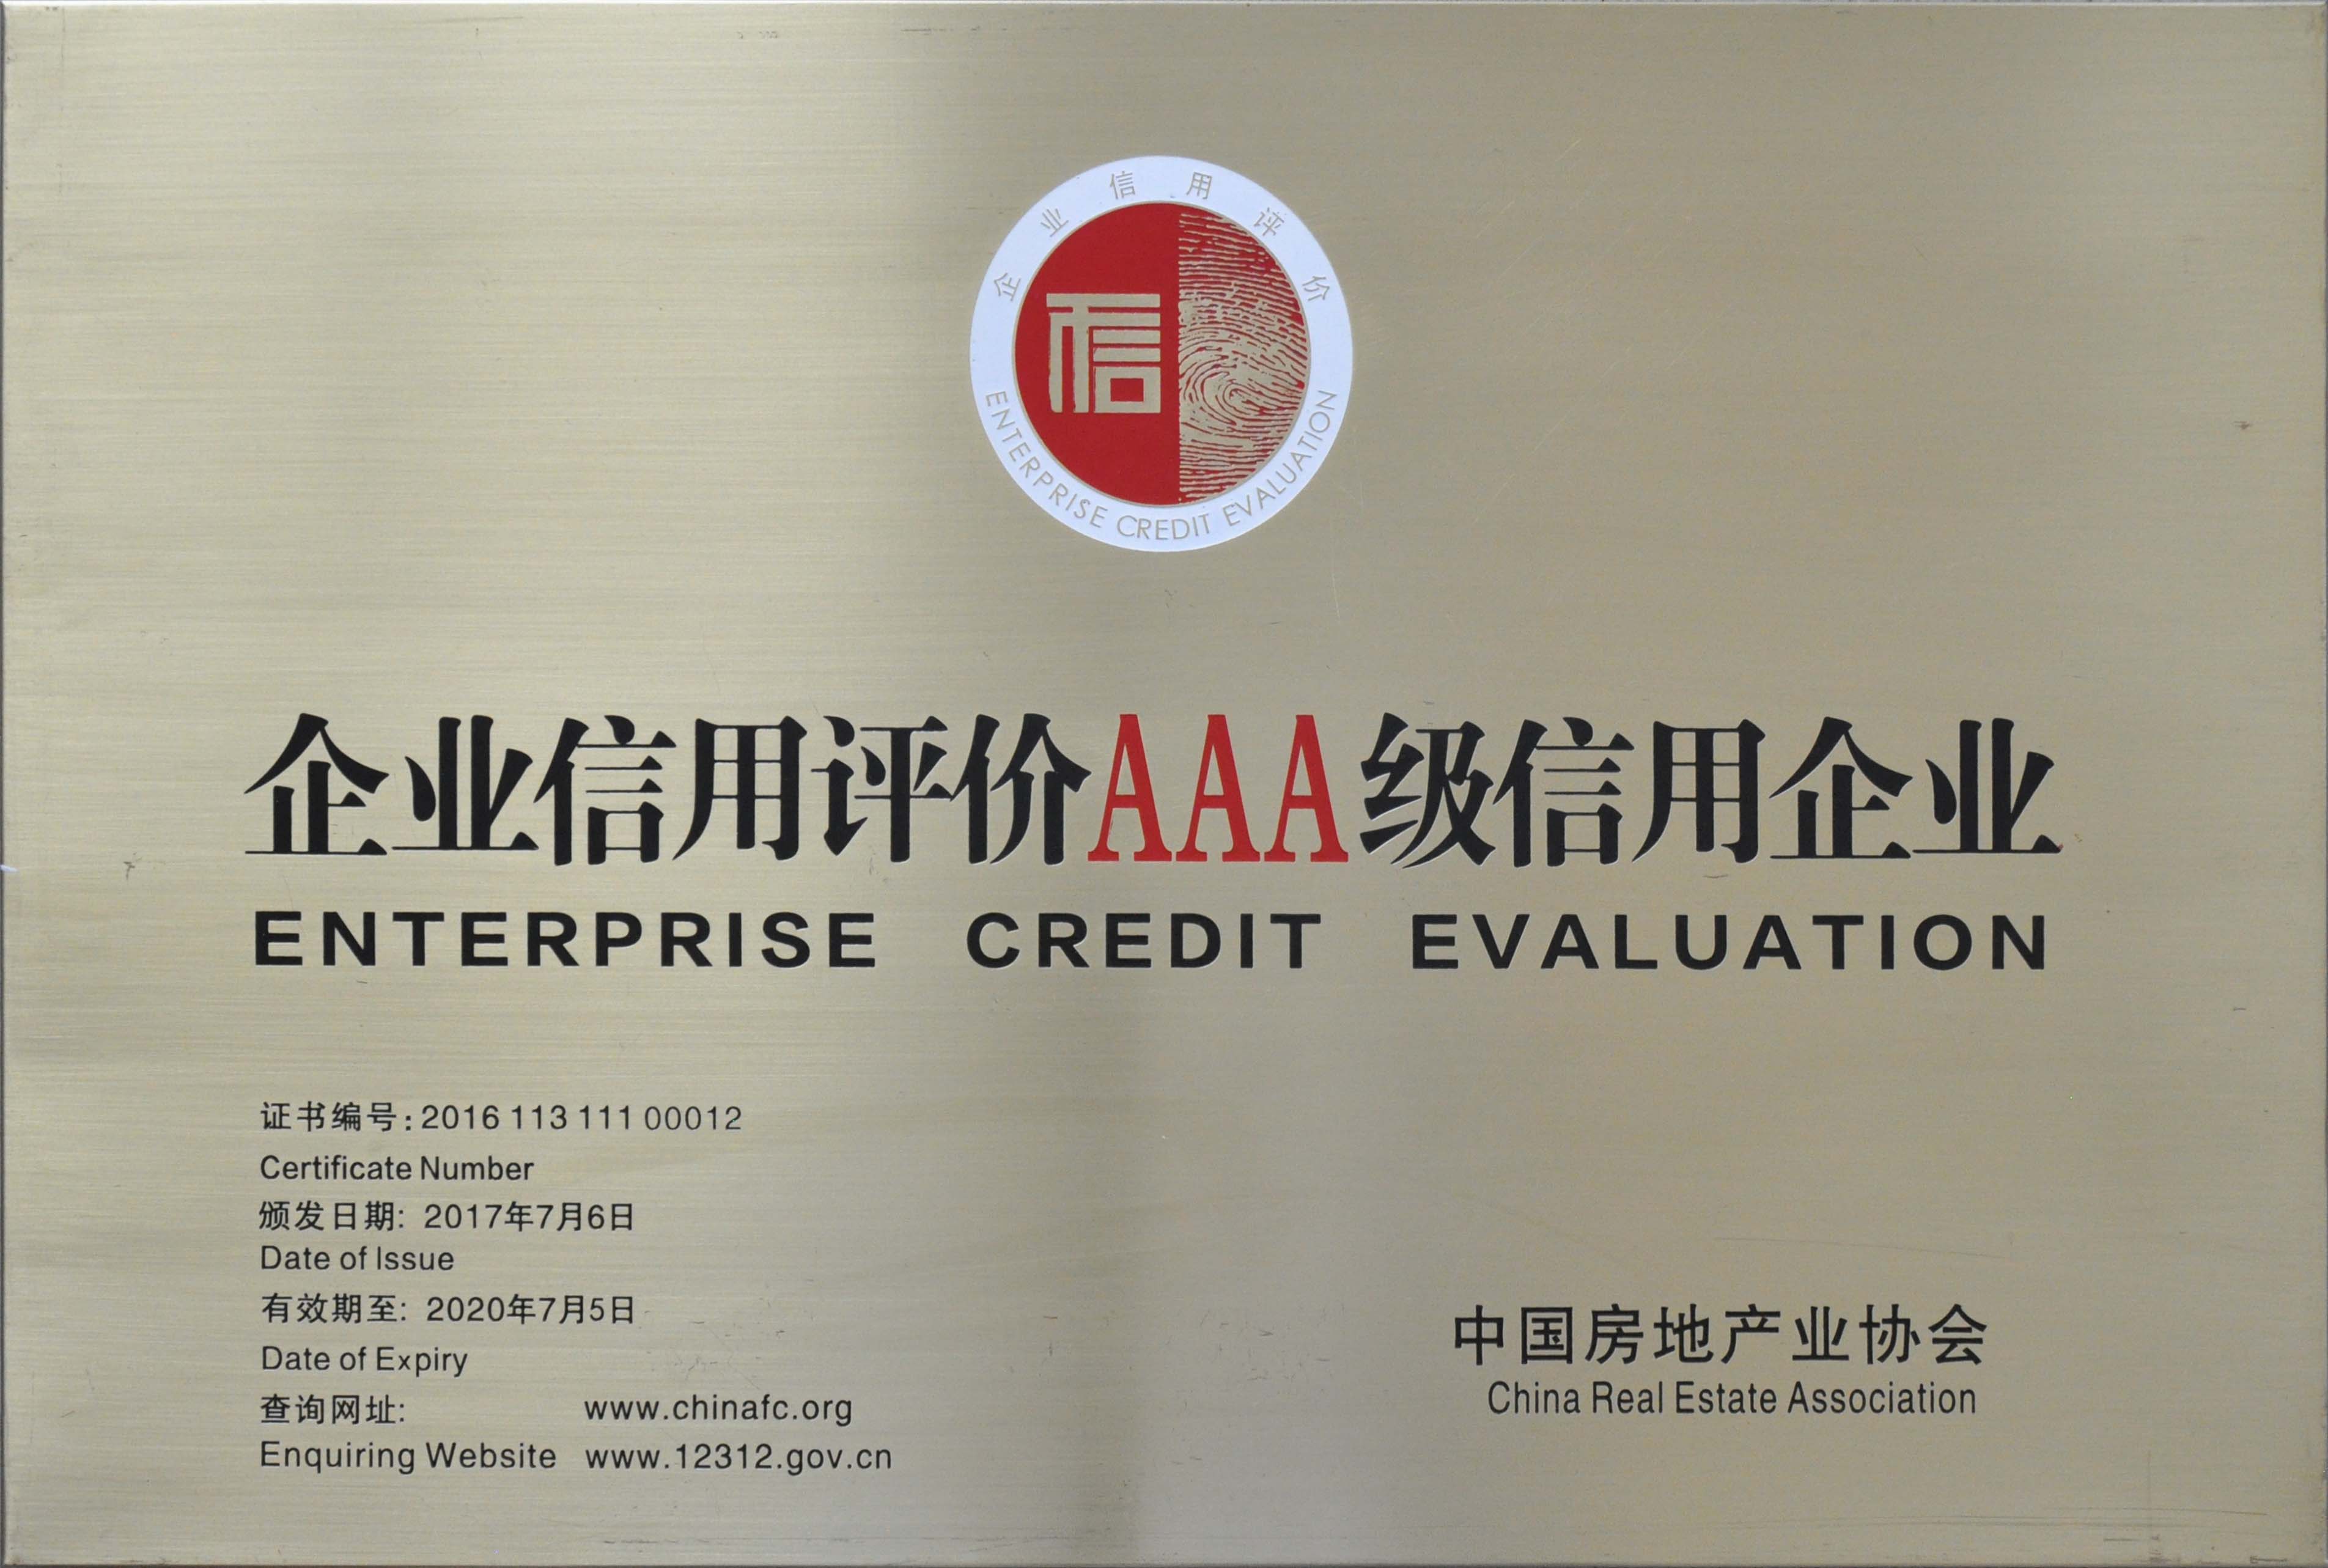 企业信用评价
信
ENTERPRISE CREDIT EVALUATION
企业信用评价AAA级信用企业
ENTERPRISE CREDIT EVALUATION
证书编号:2016 113 111 00012
Certificate Number
颁发日期: 2017年7月6日
Date of Issue
有效期至: 2020年7月5日
Date of Expiry
查询网址: www.chinafc.org
Enquiring Website www.12312.gov.cn
中国房地产业协会
China Real Estate Association